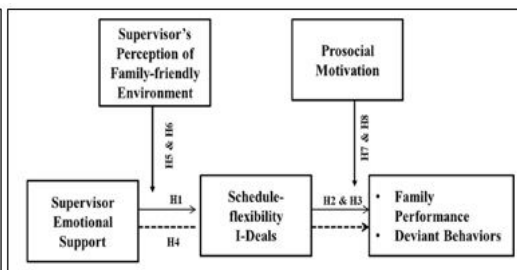 Supervisor's
Perception of
Family-friendly
Environment
Prosocial
Motivation
H5 & H6
H7 & H8
Supervisor
Emotional
Support
H1
H4
Schedule-
flexibility
I-Deals
H2 & H3
• Family
Performance
• Deviant Behaviors